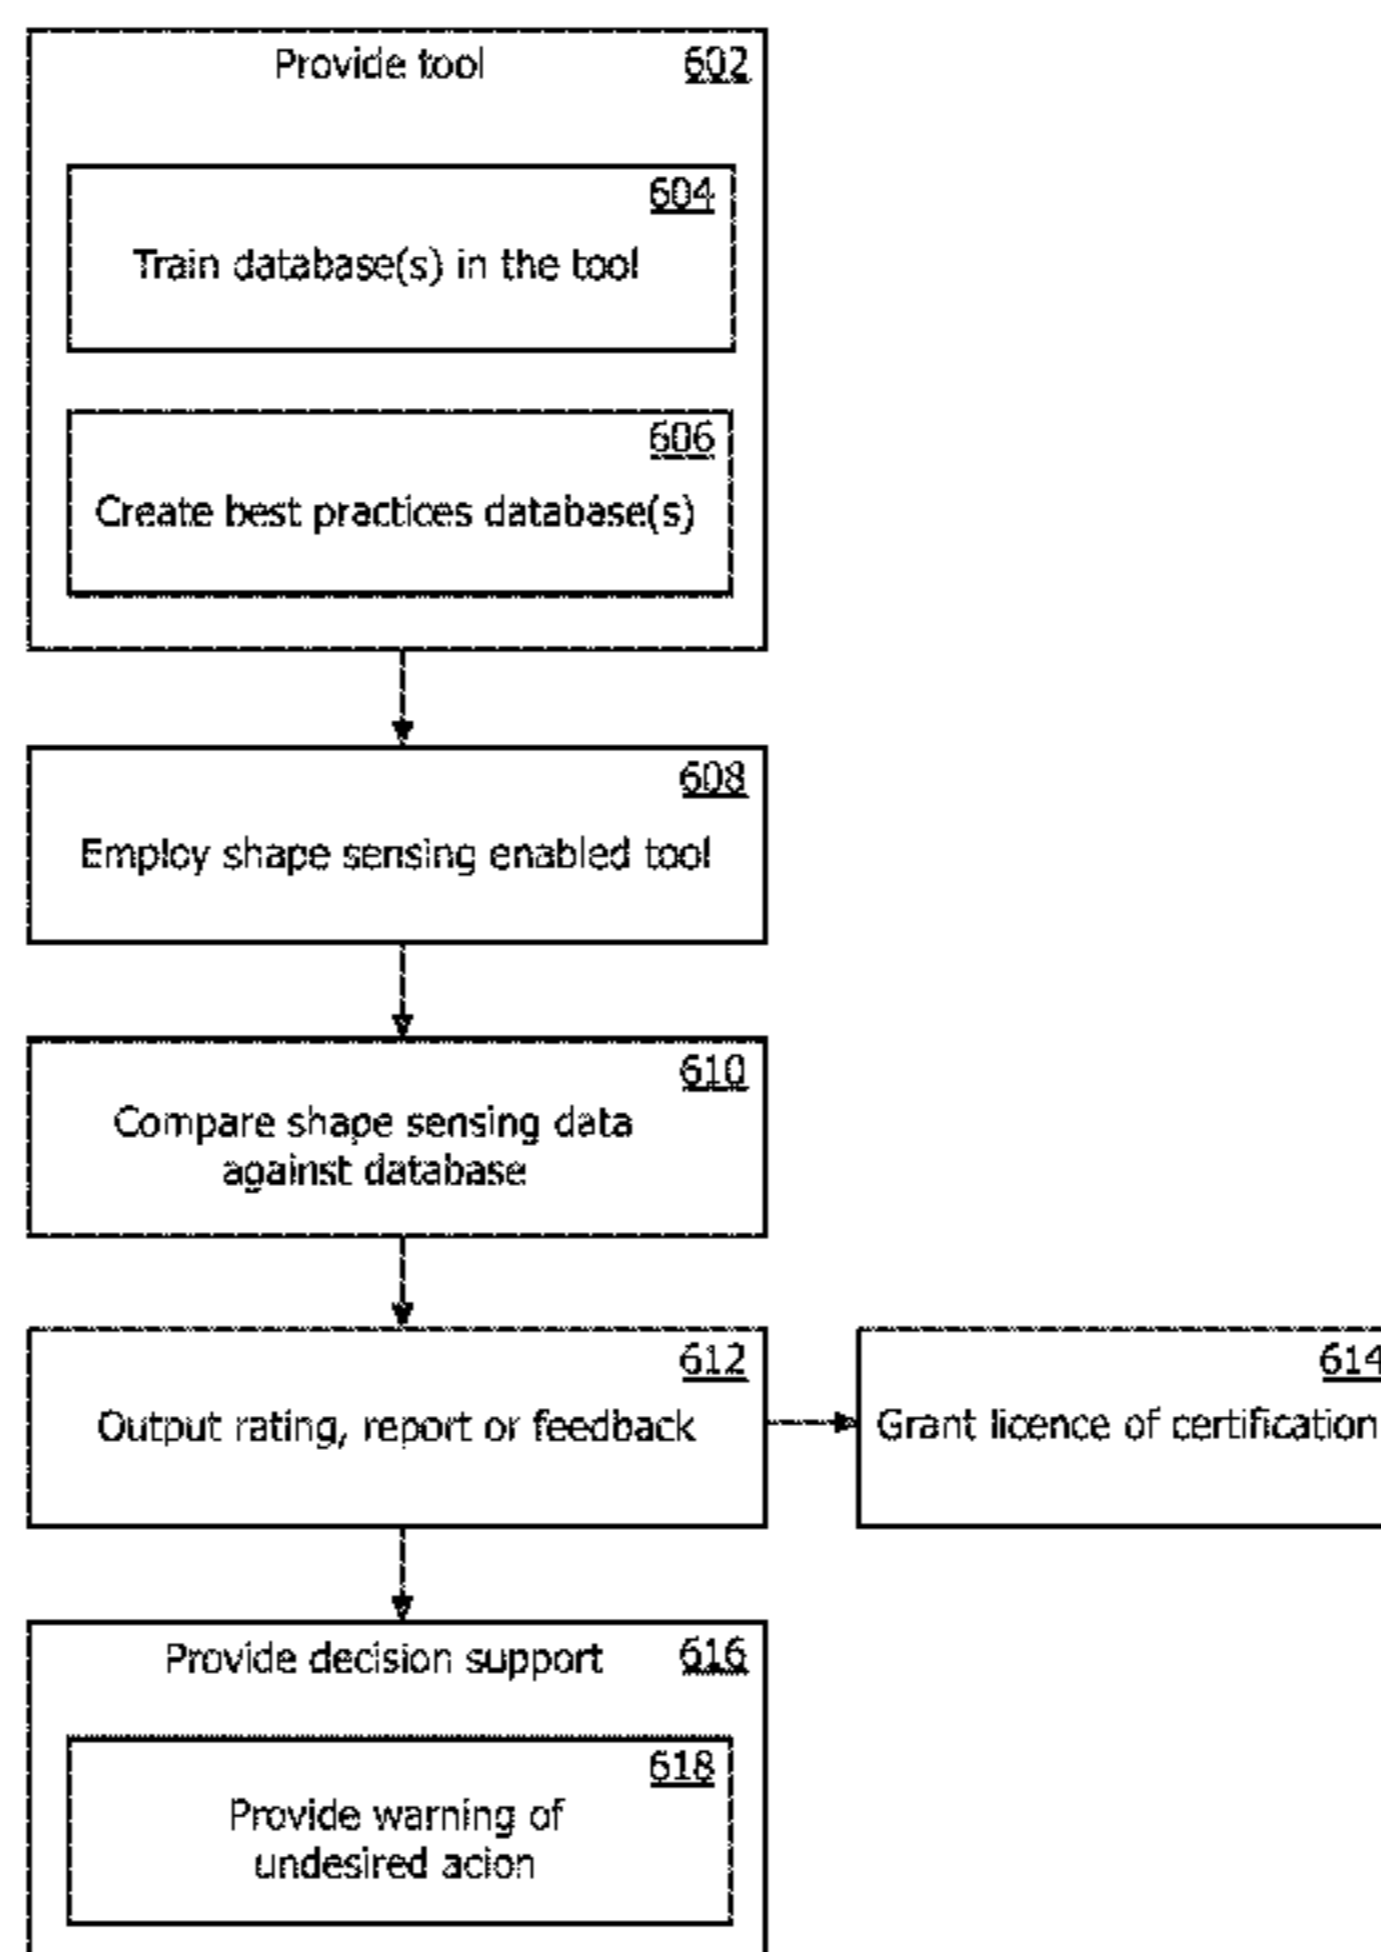 Provide tool 602
604
Train database(s) in the tool
606
Create best practices database(s)
608
Employ shape sensing enabled tool
610
Compare shape sensing data
against database
612
Output rating, report or feedback
614
Grant licence of certification
Provide decision support 616
618
Provide warning of
undesired acion